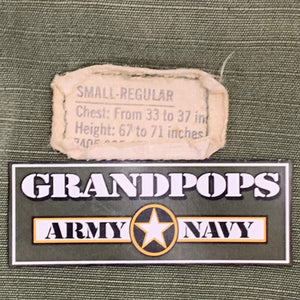 SMALL-REGULAR
Chest: From 33 to 37 in
Height: 67 to 71 inches
GRANDPOPS
ARMY NAVY